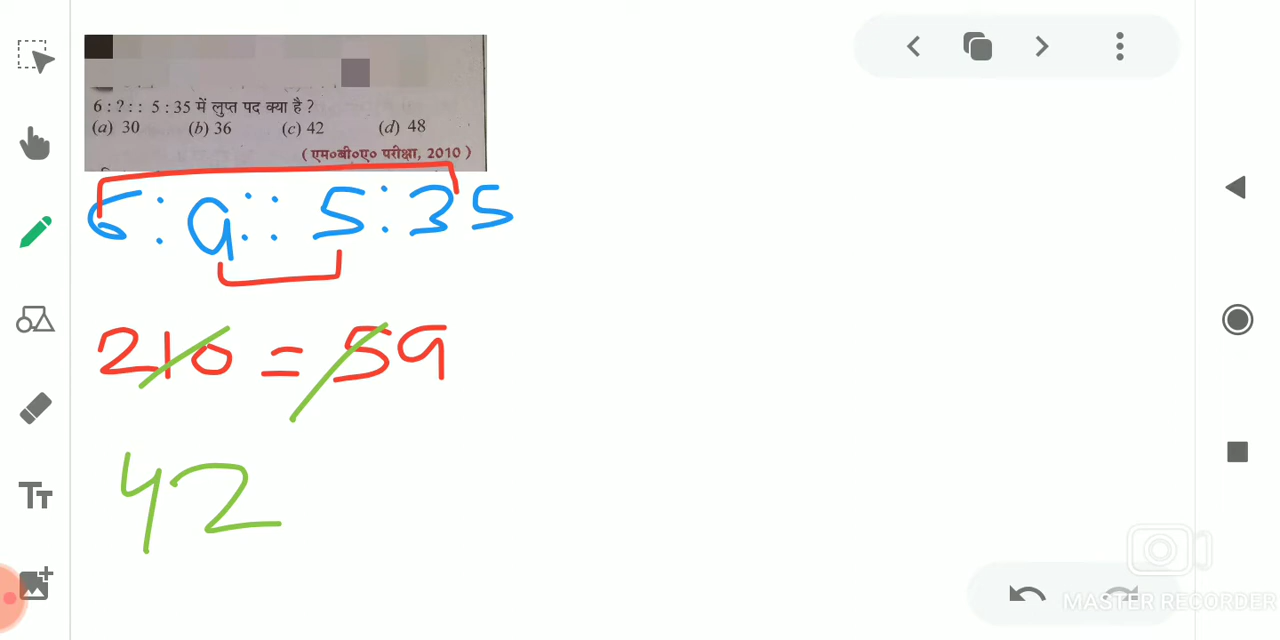 6 : ? : : 5 : 35 में लुप्त पद क्या है ?
(a) 30 (b) 36 (c) 42 (d) 48
( एम०बी०ए० परीक्षा, 2010 )
6 : a : : 5 : 35
210 = 5a
42
TT
MASTER RECORDER